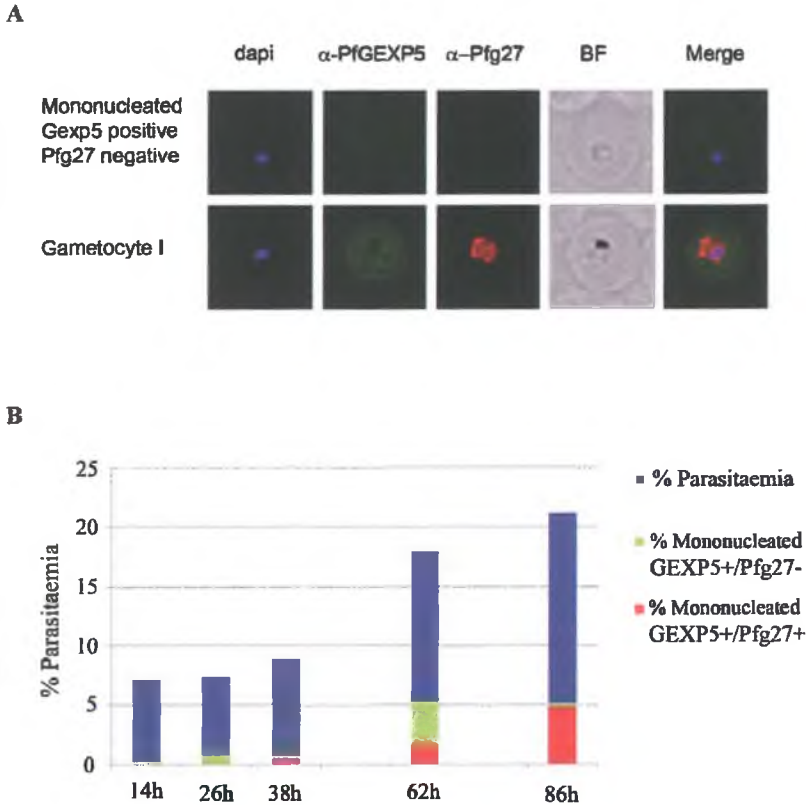 A
dapi α-PfGEXP5 α–Pfg27 BF Merge
Mononucleated
Gexp5 positive
Pfg27 negative
Gametocyte I
B
25
20
15
10
5
0
% Parasitaemia
14h 26h 38h 62h 86h
% Parasitaemia
% Mononucleated
GEXP5+/Pfg27-
% Mononucleated
GEXP5+/Pfg27+